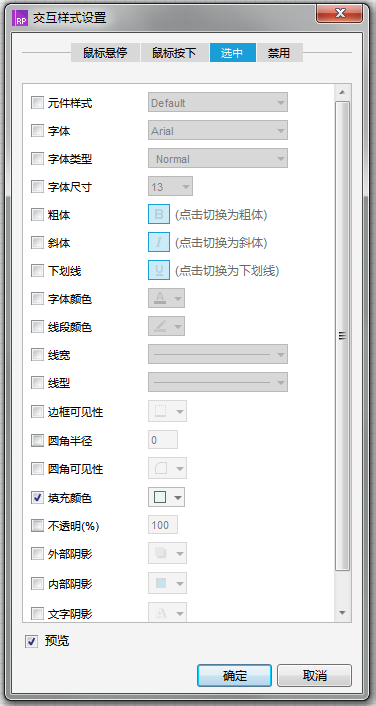 RP 交互样式设置
鼠标悬停 鼠标按下 选中 禁用
元件样式 Default
字体 Arial
字体类型 Normal
字体尺寸 13
粗体 B (点击切换为粗体)
斜体 I (点击切换为斜体)
下划线 U (点击切换为下划线)
字体颜色 A
线段颜色
线宽
线型
边框可见性
圆角半径 0
圆角可见性
填充颜色
不透明(%) 100
外部阴影
内部阴影
文字阴影 A
预览
确定 取消